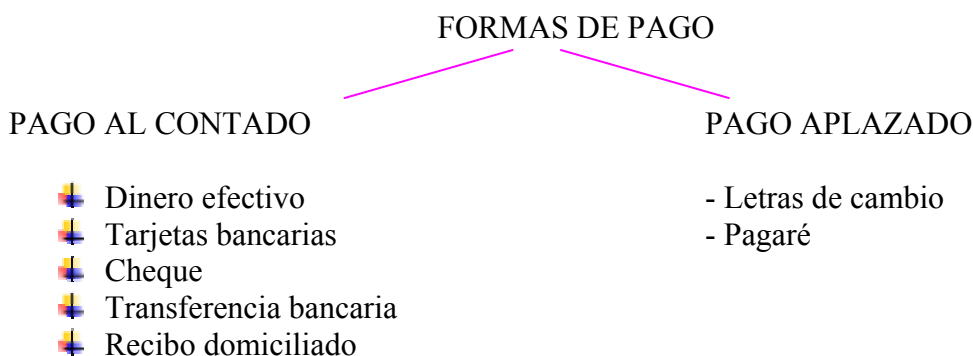 FORMAS DE PAGO
PAGO AL CONTADO
Dinero efectivo
Tarjetas bancarias
Cheque
Transferencia bancaria
Recibo domiciliado
PAGO APLAZADO
- Letras de cambio
- Pagaré